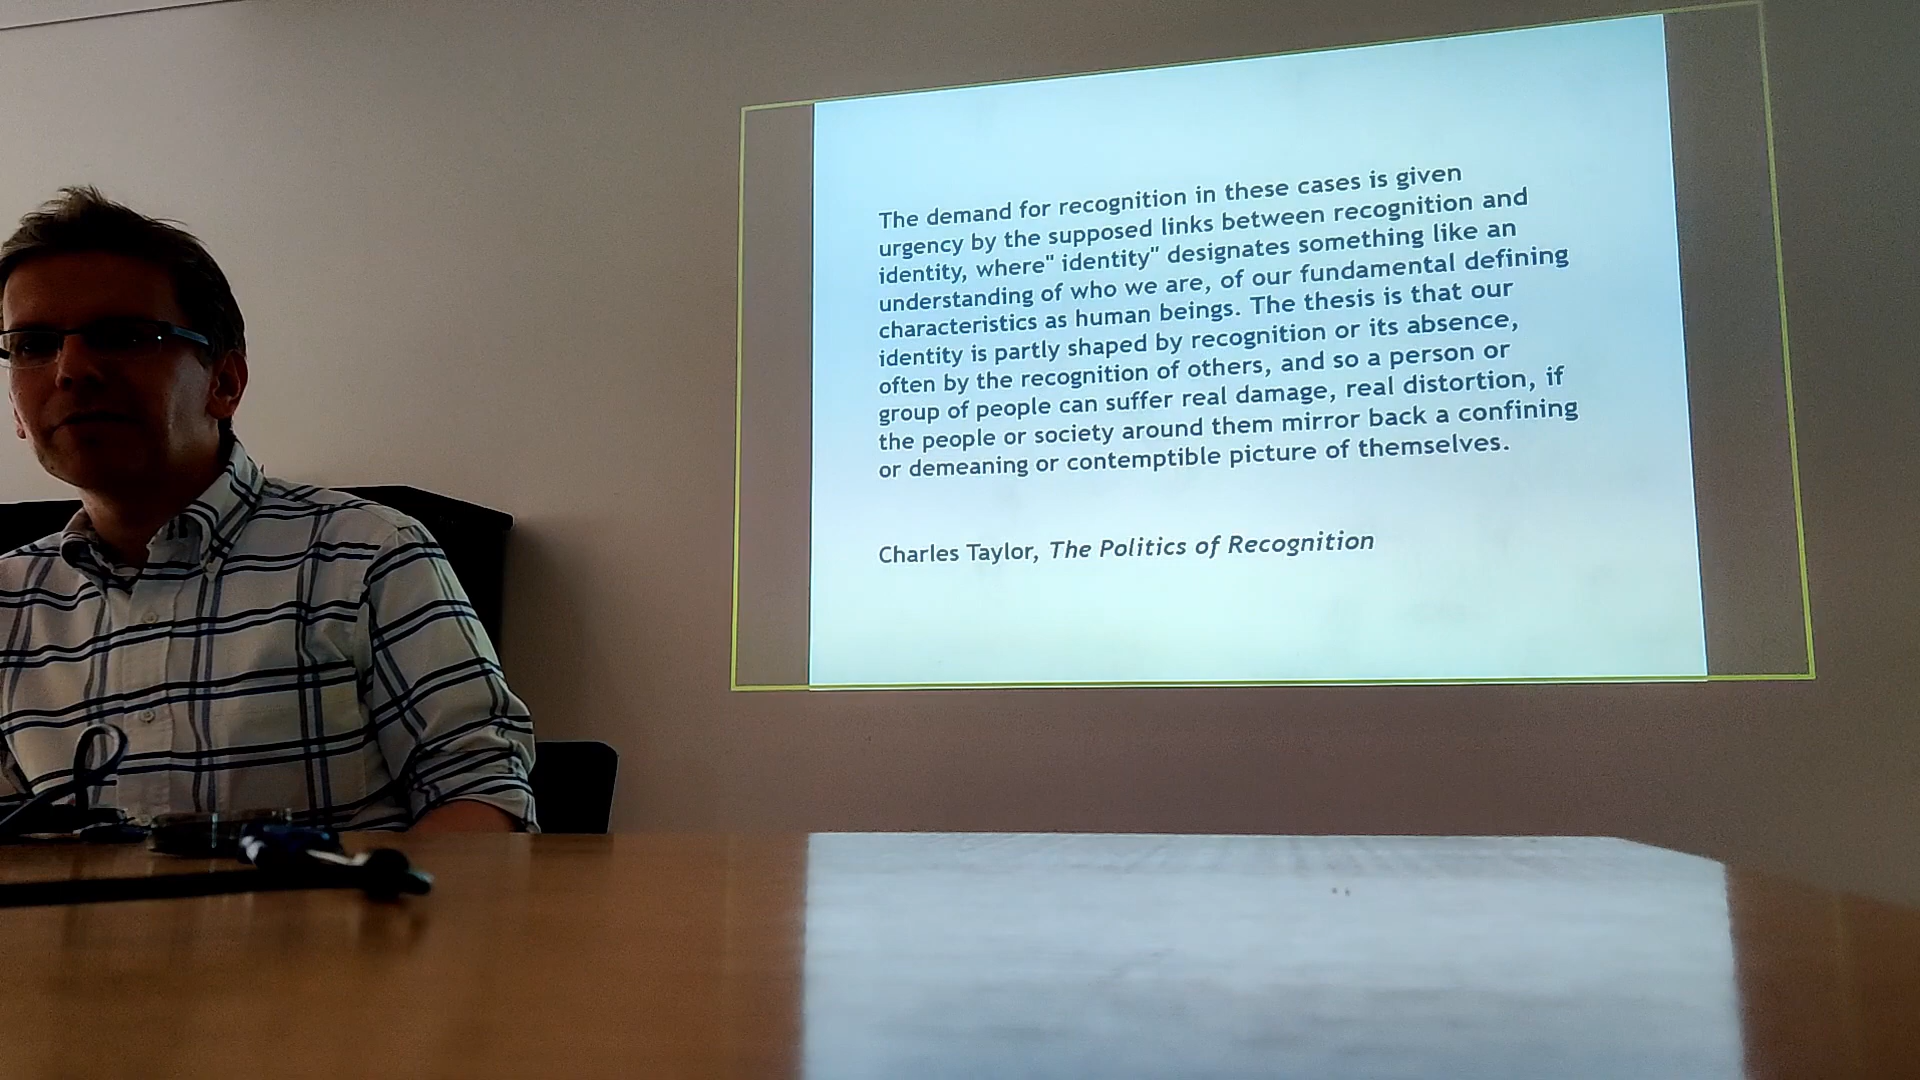 The demand for recognition in these cases is given
urgency by the supposed links between recognition and
identity, where" identity" designates something like an
understanding of who we are, of our fundamental defining
characteristics as human beings. The thesis is that our
identity is partly shaped by recognition or its absence,
often by the recognition of others, and so a person or
group of people can suffer real damage, real distortion, if
the people or society around them mirror back a confining
or demeaning or contemptible picture of themselves.
Charles Taylor, The Politics of Recognition